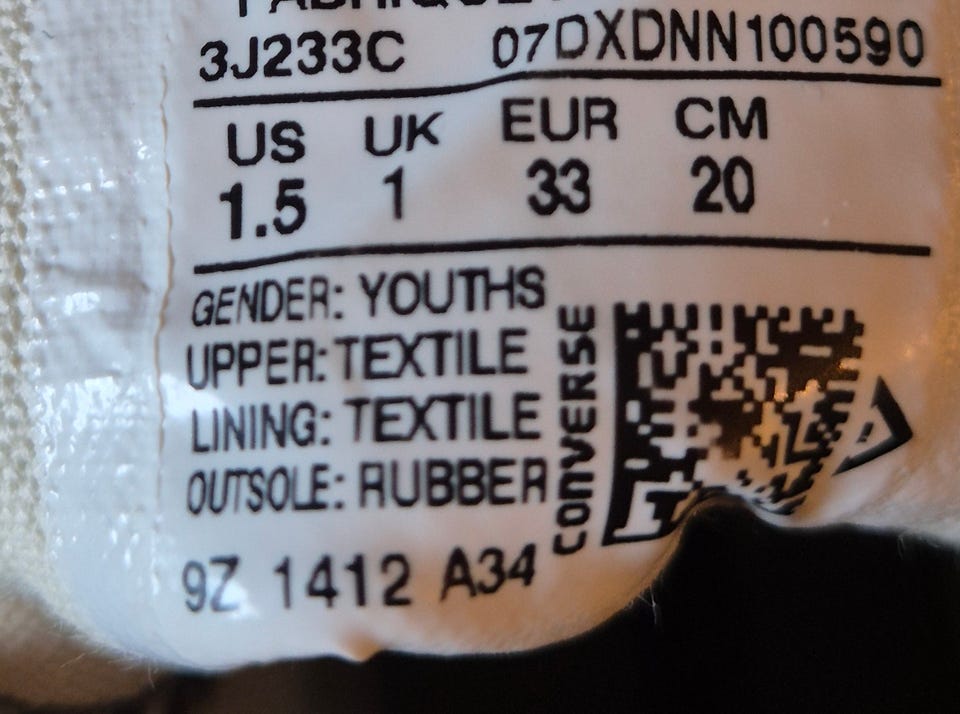 3J233C 07DXDNN100590
US UK EUR CM
1.5 1 33 20
GENDER: YOUTHS
UPPER: TEXTILE
LINING: TEXTILE
OUTSOLE: RUBBER
CONVERSE
9Z 1412 A34